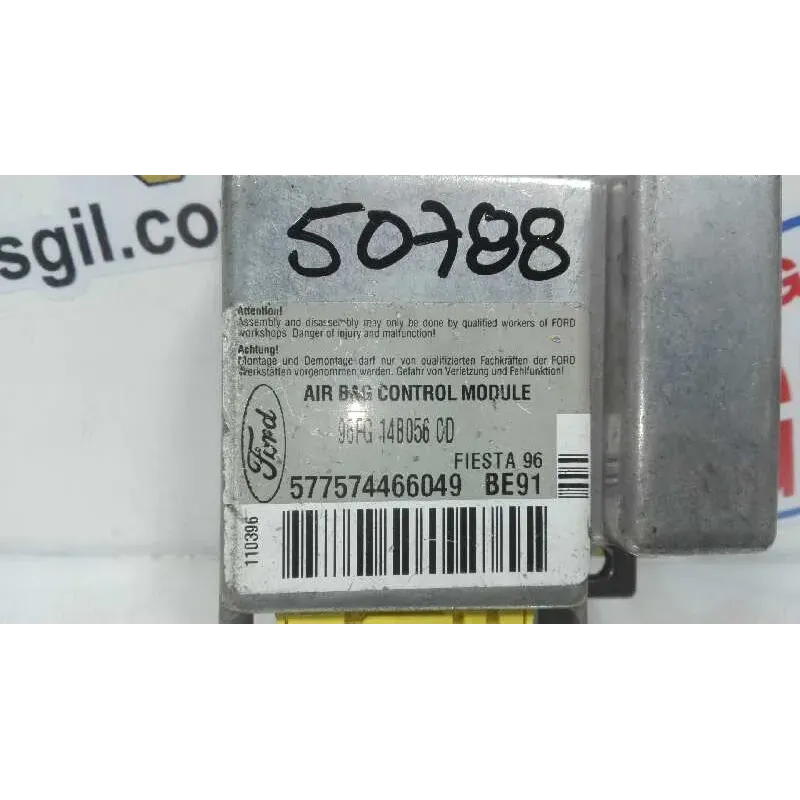 50788
sgil.co
Attention!
Assembly and disassembly may only be done by qualified workers of FORD
workshops. Danger of injury and malfunction!
Achtung!
Montage und Demontage darf nur von qualifizierten Fachkräften der FORD
Werkstätten vorgenommen werden. Gefahr von Verletzung und Fehlfunktion!
AIR BAG CONTROL MODULE
Ford
96FG 14B056 CD
FIESTA 96
577574466049 BE91
110396